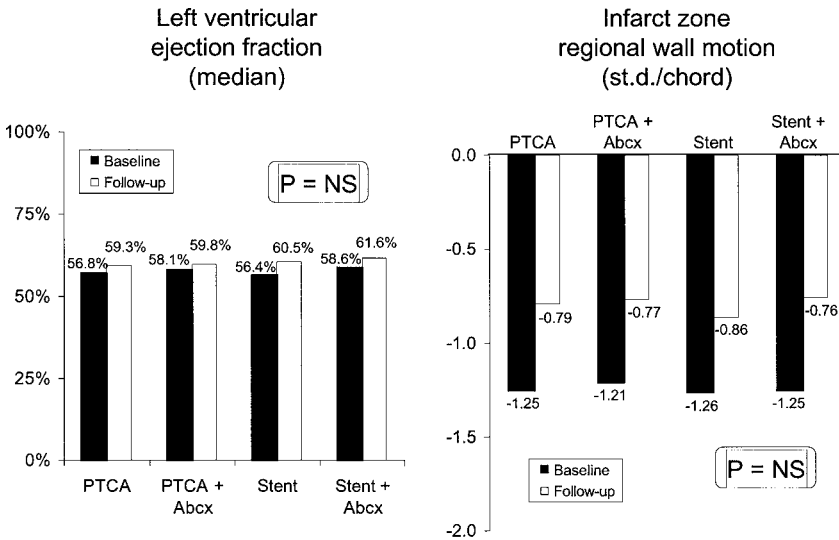 Left ventricular
ejection fraction
(median)
100%
75%
50%
25%
0%
Baseline
Follow-up
P = NS
56.8%
59.3%
58.1%
59.8%
56.4%
60.5%
58.6%
61.6%
PTCA
PTCA +
Abcx
Stent
Stent +
Abcx
Infarct zone
regional wall motion
(st.d./chord)
PTCA
PTCA +
Abcx
Stent
Stent +
Abcx
0.0
-0.5
-1.0
-1.5
-2.0
-0.79
-0.77
-0.86
-0.76
-1.25
-1.21
-1.26
-1.25
Baseline
Follow-up
P = NS